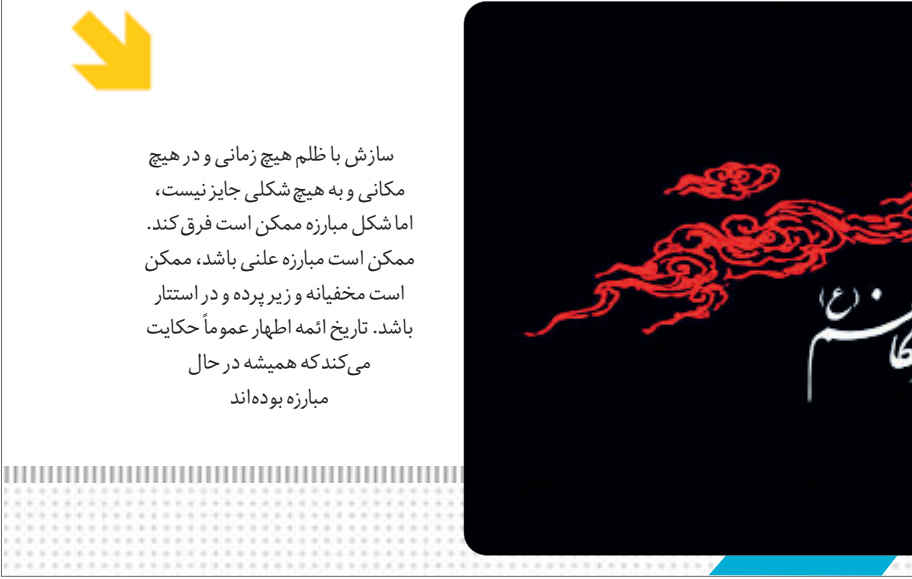 سازش با ظلم هیچ زمانی و در هیچ
مکانی و به هیچ شکلی جایز نیست،
اما شکل مبارزه ممکن است فرق کند.
ممکن است مبارزه علنی باشد، ممکن
است مخفیانه و زیر پرده و در استتار
باشد. تاریخ ائمه اطهار عموماً حکایت
می‌کند که همیشه در حال
مبارزه بوده‌اند
(ع)